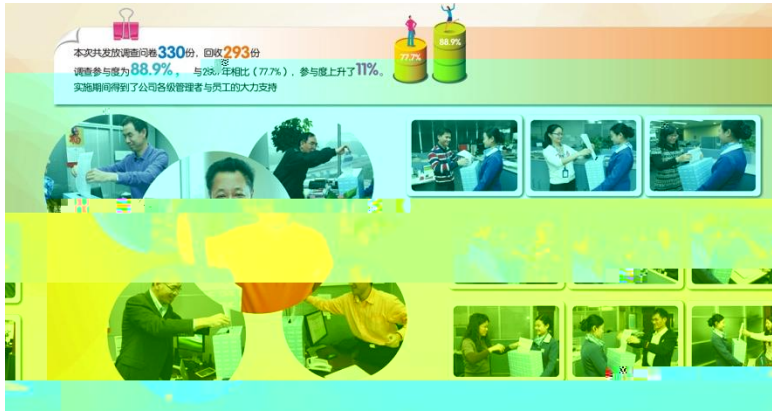 本次共发放调查问卷330份，回收293份
调查参与度为88.9%， 与 年相比（77.7%），参与度上升了11%。
实施期间得到了公司各级管理者与员工的大力支持
77.7%
88.9%